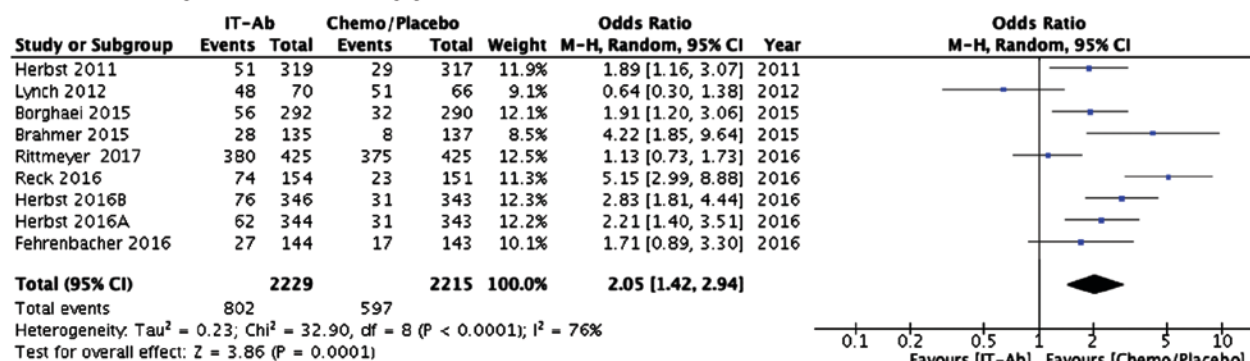 IT-Ab Chemo/Placebo Odds Ratio Odds Ratio
Study or Subgroup Events Total Events Total Weight M-H, Random, 95% CI Year M-H, Random, 95% CI
Herbst 2011 51 319 29 317 11.9% 1.89 [1.16, 3.07] 2011
Lynch 2012 48 70 51 66 9.1% 0.64 [0.30, 1.38] 2012
Borghaei 2015 56 292 32 290 12.1% 1.91 [1.20, 3.06] 2015
Brahmer 2015 28 135 8 137 8.5% 4.22 [1.85, 9.64] 2015
Rittmeyer 2017 380 425 375 425 12.5% 1.13 [0.73, 1.73] 2016
Reck 2016 74 154 23 151 11.3% 5.15 [2.99, 8.88] 2016
Herbst 2016B 76 346 31 343 12.3% 2.83 [1.81, 4.44] 2016
Herbst 2016A 62 344 31 343 12.2% 2.21 [1.40, 3.51] 2016
Fehrenbacher 2016 27 144 17 143 10.1% 1.71 [0.89, 3.30] 2016
Total (95% CI) 2229 2215 100.0% 2.05 [1.42, 2.94]
Total events 802 597
Heterogeneity: Tau² = 0.23; Chi² = 32.90, df = 8 (P < 0.0001); I² = 76%
Test for overall effect: Z = 3.86 (P = 0.0001)
0.1 0.2 0.5 1 2 5 10
Favours [IT-Ab] Favours [Chemo/Placebo]